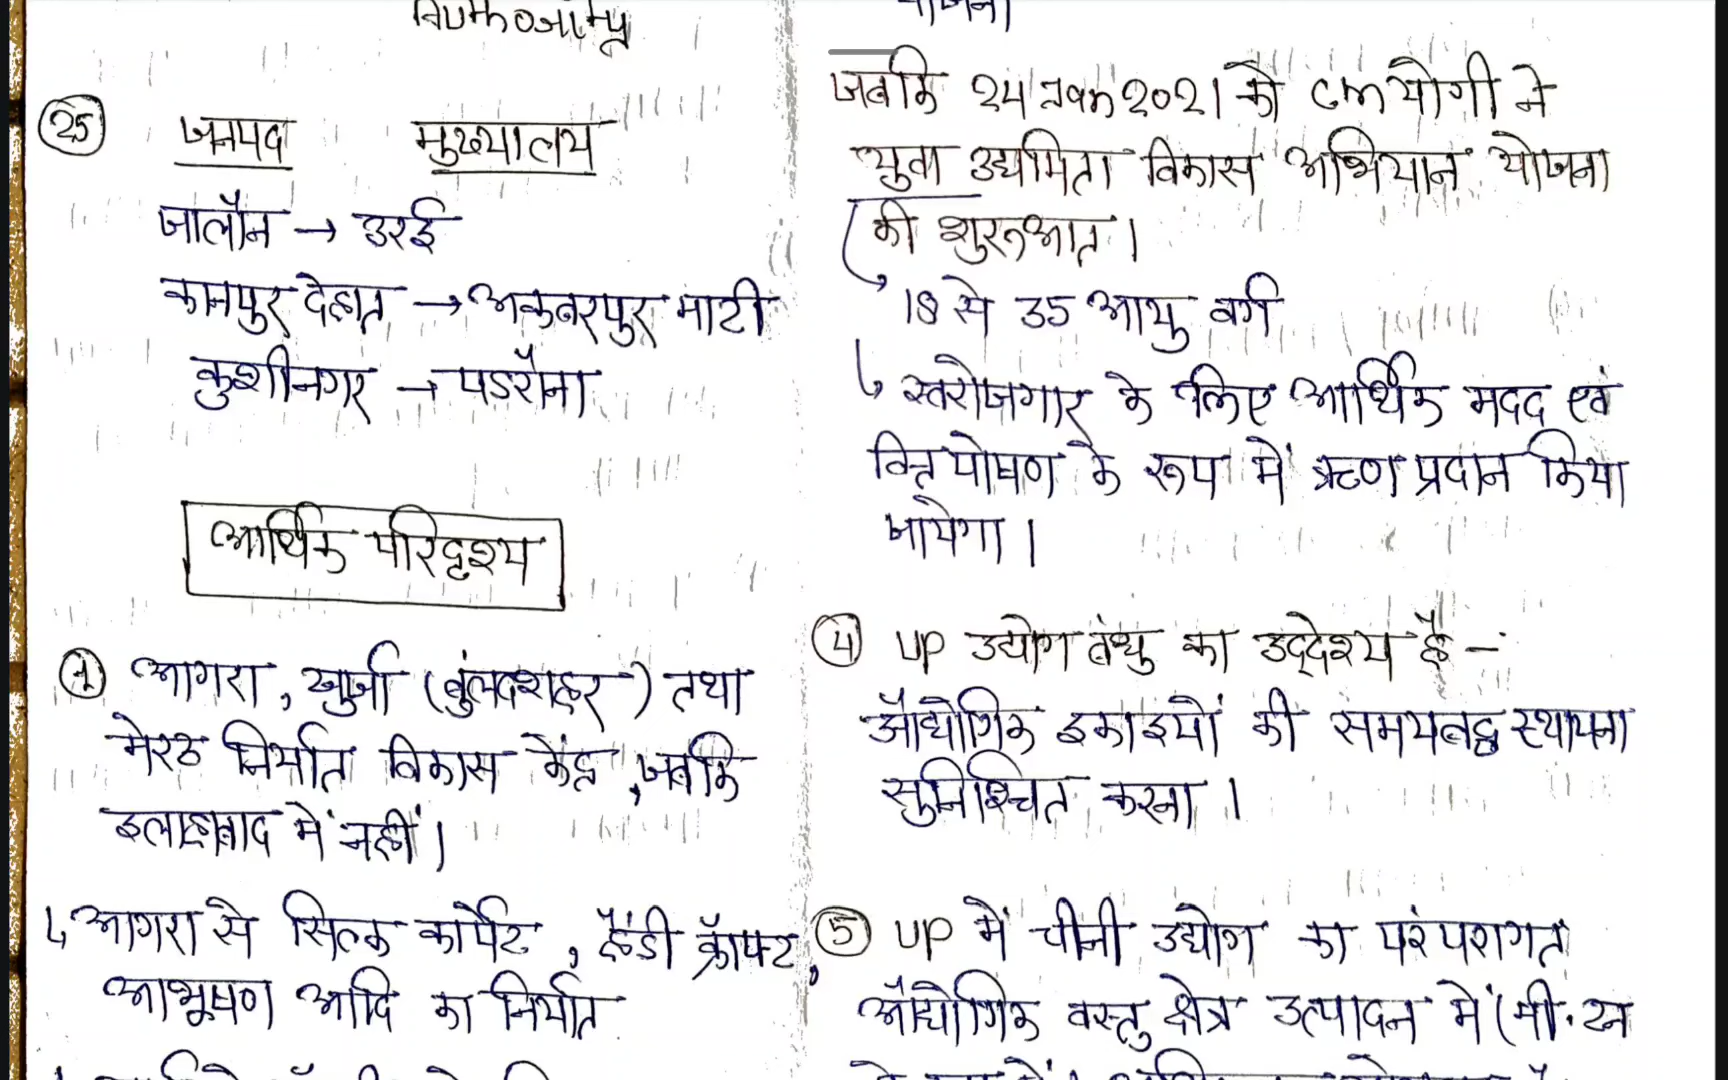 25 जनपद मुख्यालय
जालौन → उरई
कानपुर देहात → अकबरपुर माटी
कुशीनगर → पडरौना
आर्थिक परिदृश्य
1 आगरा, खुर्जा (बुंलदशहर) तथा
मेरठ निर्यात विकास केंद्र, जबकि
इलाहाबाद में नहीं।
↳ आगरा से सिल्क कार्पेट, हैंडी क्रॉफ्ट,
आभूषण आदि का निर्यात
जबकि 24 नवम्बर 2021 को CM योगी ने
युवा उद्यमिता विकास अभियान योजना
की शुरूआत।
18 से 35 आयु वर्ग
↳ स्वरोजगार के लिए आर्थिक मदद एवं
वित्त पोषण के रूप में ऋण प्रदान किया
जायेगा।
4 UP उद्योग बंधु का उद्देश्य है -
औद्योगिक इकाइयों की समयबद्ध स्थापना
सुनिश्चित करना।
5 UP में चीनी उद्योग का परंपरागत
औद्योगिक वस्तु क्षेत्र उत्पादन में (मी. टन